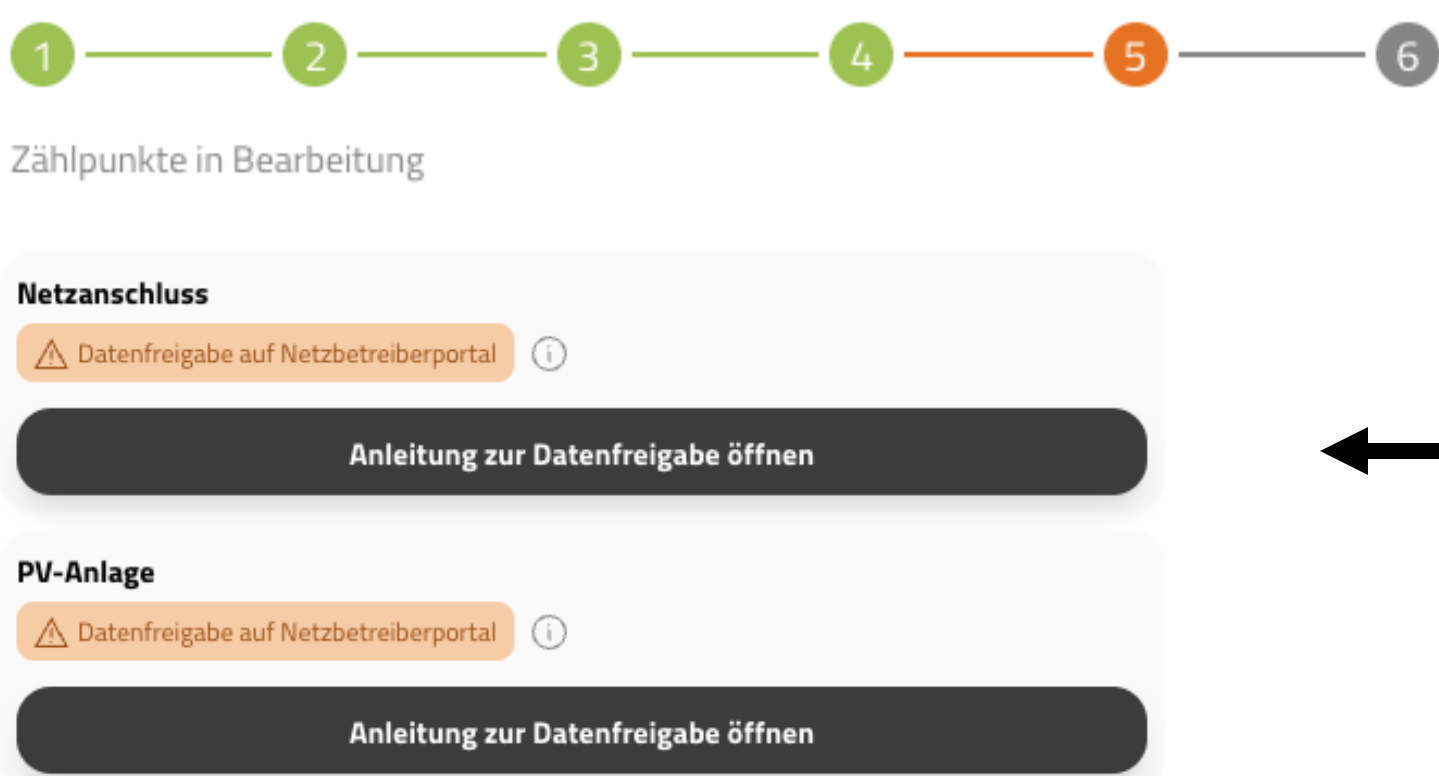 1 2 3 4 5 6
Zählpunkte in Bearbeitung
Netzanschluss
Datenfreigabe auf Netzbetreiberportal
Anleitung zur Datenfreigabe öffnen
PV-Anlage
Datenfreigabe auf Netzbetreiberportal
Anleitung zur Datenfreigabe öffnen